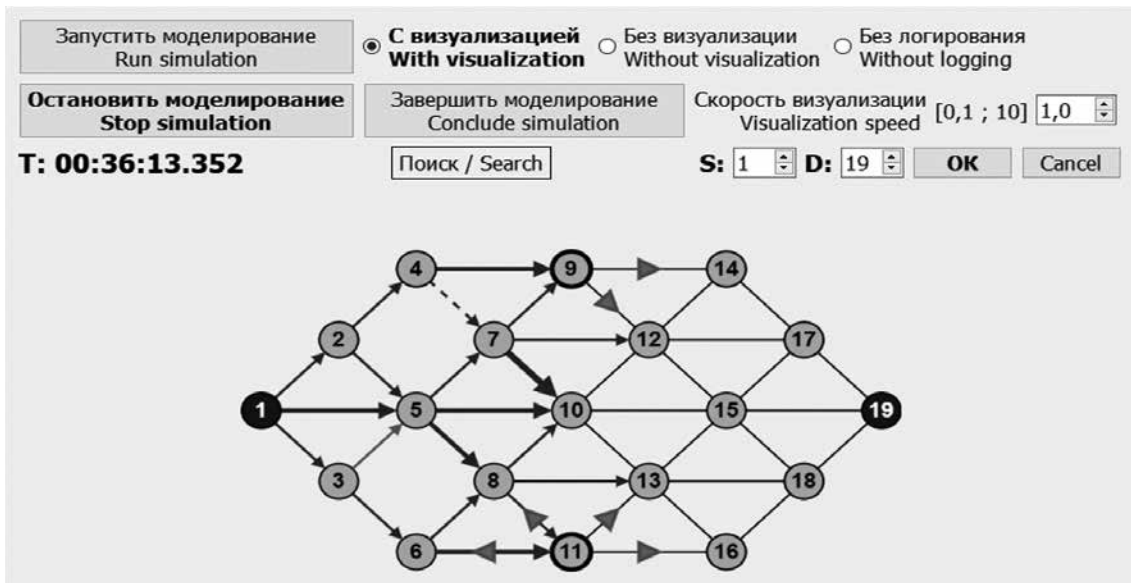 Запустить моделирование
Run simulation
С визуализацией
With visualization
Без визуализации
Without visualization
Без логирования
Without logging
Остановить моделирование
Stop simulation
Завершить моделирование
Conclude simulation
Скорость визуализации
Visualization speed
[0,1 ; 10] 1,0
T: 00:36:13.352
Поиск / Search
S: 1 D: 19 OK Cancel
4 9 14
2 7 12 17
1 5 10 15 19
3 8 13 18
6 11 16